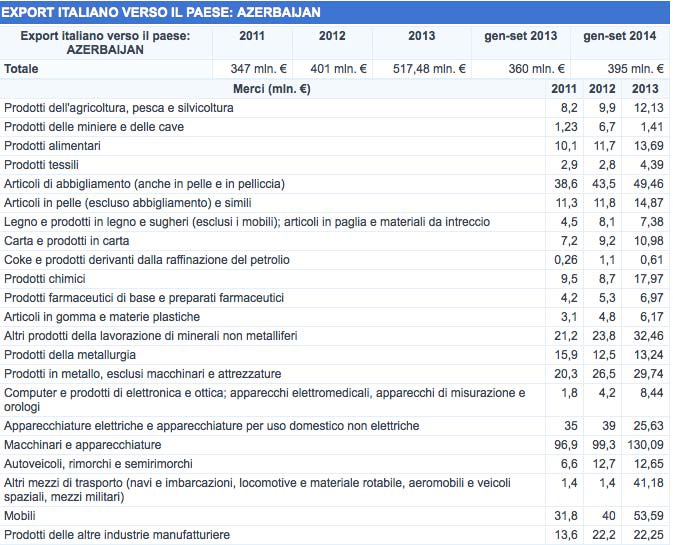 EXPORT ITALIANO VERSO IL PAESE: AZERBAIJAN
Export italiano verso il paese: AZERBAIJAN 2011 2012 2013 gen-set 2013 gen-set 2014
Totale 347 mln. € 401 mln. € 517,48 mln. € 360 mln. € 395 mln. €
Merci (mln. €) 2011 2012 2013
Prodotti dell'agricoltura, pesca e silvicoltura 8,2 9,9 12,13
Prodotti delle miniere e delle cave 1,23 6,7 1,41
Prodotti alimentari 10,1 11,7 13,69
Prodotti tessili 2,9 2,8 4,39
Articoli di abbigliamento (anche in pelle e in pelliccia) 38,6 43,5 49,46
Articoli in pelle (escluso abbigliamento) e simili 11,3 11,8 14,87
Legno e prodotti in legno e sugheri (esclusi i mobili); articoli in paglia e materiali da intreccio 4,5 8,1 7,38
Carta e prodotti in carta 7,2 9,2 10,98
Coke e prodotti derivanti dalla raffinazione del petrolio 0,26 1,1 0,61
Prodotti chimici 9,5 8,7 17,97
Prodotti farmaceutici di base e preparati farmaceutici 4,2 5,3 6,97
Articoli in gomma e materie plastiche 3,1 4,8 6,17
Altri prodotti della lavorazione di minerali non metalliferi 21,2 23,8 32,46
Prodotti della metallurgia 15,9 12,5 13,24
Prodotti in metallo, esclusi macchinari e attrezzature 20,3 26,5 29,74
Computer e prodotti di elettronica e ottica; apparecchi elettromedicali, apparecchi di misurazione e
orologi 1,8 4,2 8,44
Apparecchiature elettriche e apparecchiature per uso domestico non elettriche 35 39 25,63
Macchinari e apparecchiature 96,9 99,3 130,09
Autoveicoli, rimorchi e semirimorchi 6,6 12,7 12,65
Altri mezzi di trasporto (navi e imbarcazioni, locomotive e materiale rotabile, aeromobili e veicoli
spaziali, mezzi militari) 1,4 1,4 41,18
Mobili 31,8 40 53,59
Prodotti delle altre industrie manufatturiere 13,6 22,2 22,25